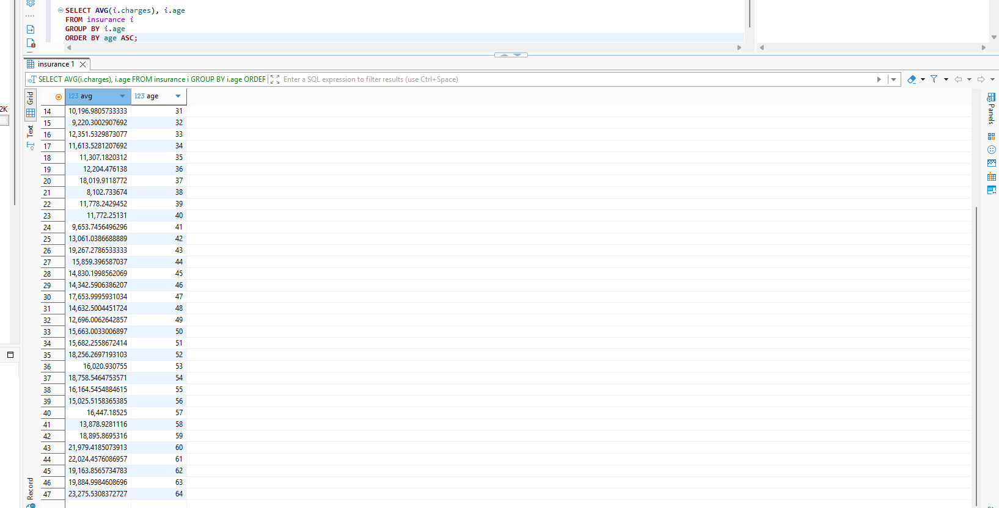 SELECT AVG(i.charges), i.age
FROM insurance i
GROUP BY i.age
ORDER BY age ASC;
insurance 1
SELECT AVG(i.charges), i.age FROM insurance i GROUP BY i.age ORDER
Enter a SQL expression to filter results (use Ctrl+Space)
2K
Grid
Text
Record
Panels
123 avg 123 age
14 10,196.9805733333 31
15 9,220.3002907692 32
16 12,351.5329873077 33
17 11,613.5281207692 34
18 11,307.1820312 35
19 12,204.476138 36
20 18,019.9118772 37
21 8,102.733674 38
22 11,778.2429452 39
23 11,772.25131 40
24 9,653.7456496296 41
25 13,061.0386688889 42
26 19,267.2786533333 43
27 15,859.396587037 44
28 14,830.1998562069 45
29 14,342.5906386207 46
30 17,653.9995931034 47
31 14,632.5004451724 48
32 12,696.0062642857 49
33 15,663.0033006897 50
34 15,682.2558672414 51
35 18,256.2697193103 52
36 16,020.930755 53
37 18,758.5464753571 54
38 16,164.5454884615 55
39 15,025.5158365385 56
40 16,447.18525 57
41 13,878.9281116 58
42 18,895.8695316 59
43 21,979.4185073913 60
44 22,024.4576086957 61
45 19,163.8565734783 62
46 19,884.9984608696 63
47 23,275.5308372727 64